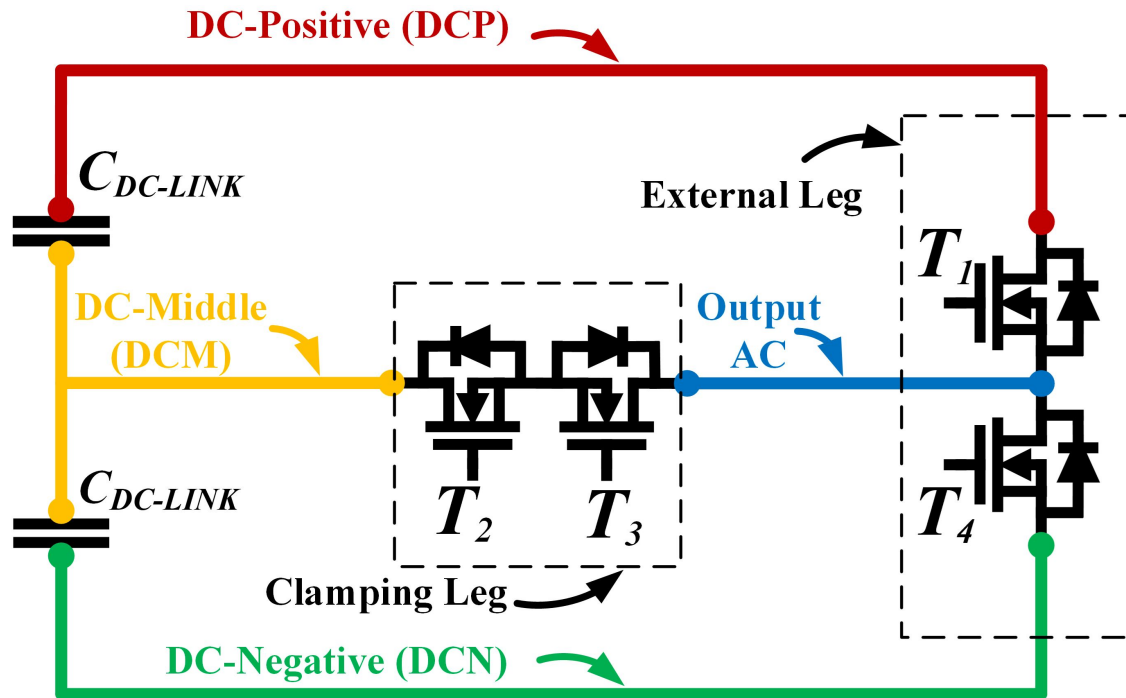 DC-Positive (DCP)
C_DC-LINK
External Leg
T_1
DC-Middle
(DCM)
Output
AC
C_DC-LINK
T_2
T_3
T_4
Clamping Leg
DC-Negative (DCN)